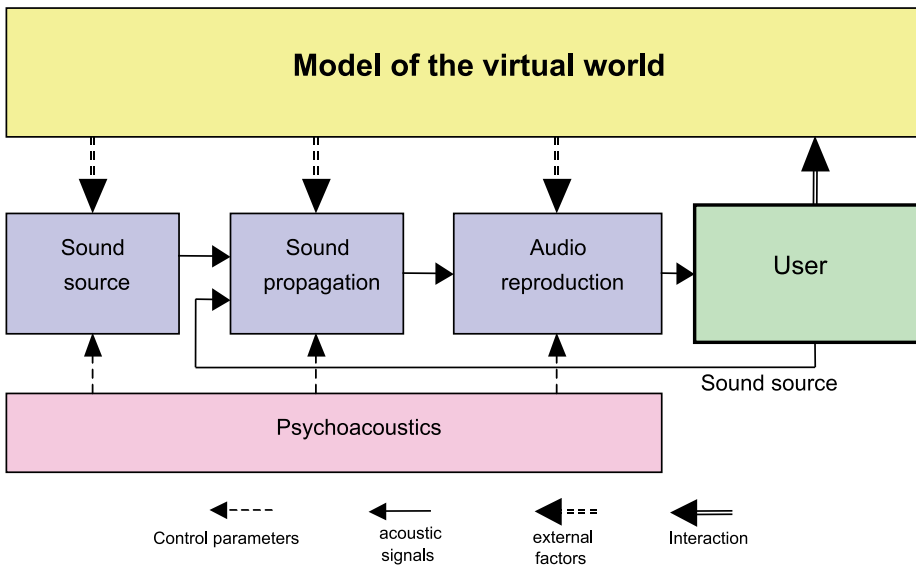 Model of the virtual world
Sound
source
Sound
propagation
Audio
reproduction
User
Sound source
Psychoacoustics
Control parameters
acoustic
signals
external
factors
Interaction